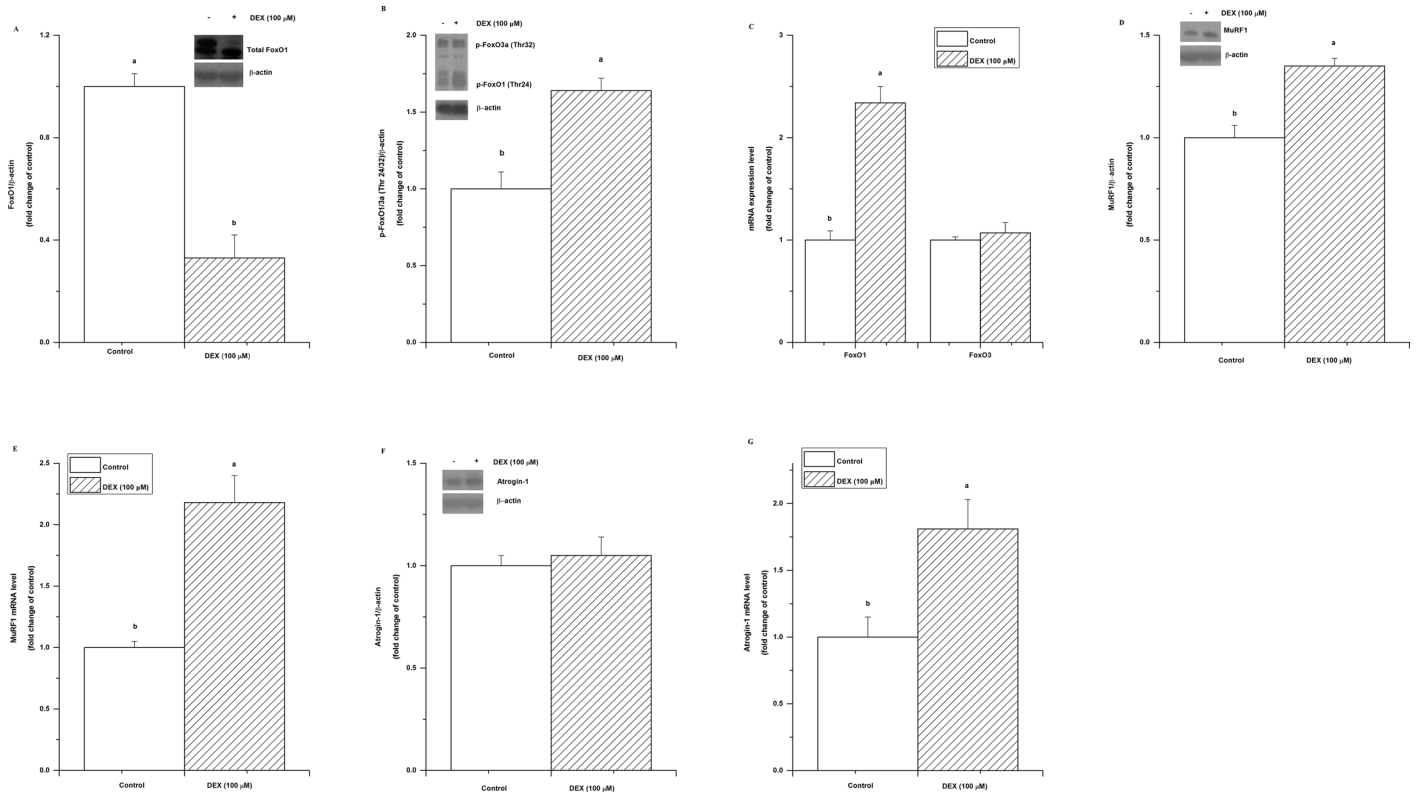 A
- + DEX (100 μM)
Total FoxO1
β-actin
1.2
a
b
0.8
0.4
0.0
FoxO1/β-actin
(fold change of control)
Control
DEX (100 μM)
B
- + DEX (100 μM)
p-FoxO3a (Thr32)
p-FoxO1 (Thr24)
β-actin
2.0
1.5
1.0
0.5
0.0
a
b
p-FoxO1/3a (Thr 24/32)/β-actin
(fold change of control)
Control
DEX (100 μM)
C
Control
DEX (100 μM)
3
2
1
0
a
b
mRNA expression level
(fold change of control)
FoxO1
FoxO3
D
- + DEX (100 μM)
MuRF1
β-actin
1.5
1.0
0.5
0.0
a
b
MuRF1/β-actin
(fold change of control)
Control
DEX (100 μM)
E
Control
DEX (100 μM)
2.5
2.0
1.5
1.0
0.5
0.0
a
b
MuRF1 mRNA level
(fold change of control)
Control
DEX (100 μM)
F
- + DEX (100 μM)
Atrogin-1
β-actin
1.5
1.0
0.5
0.0
Atrogin-1/β-actin
(fold change of control)
Control
DEX (100 μM)
G
Control
DEX (100 μM)
2.0
1.5
1.0
0.5
0.0
a
b
Atrogin-1 mRNA level
(fold change of control)
Control
DEX (100 μM)